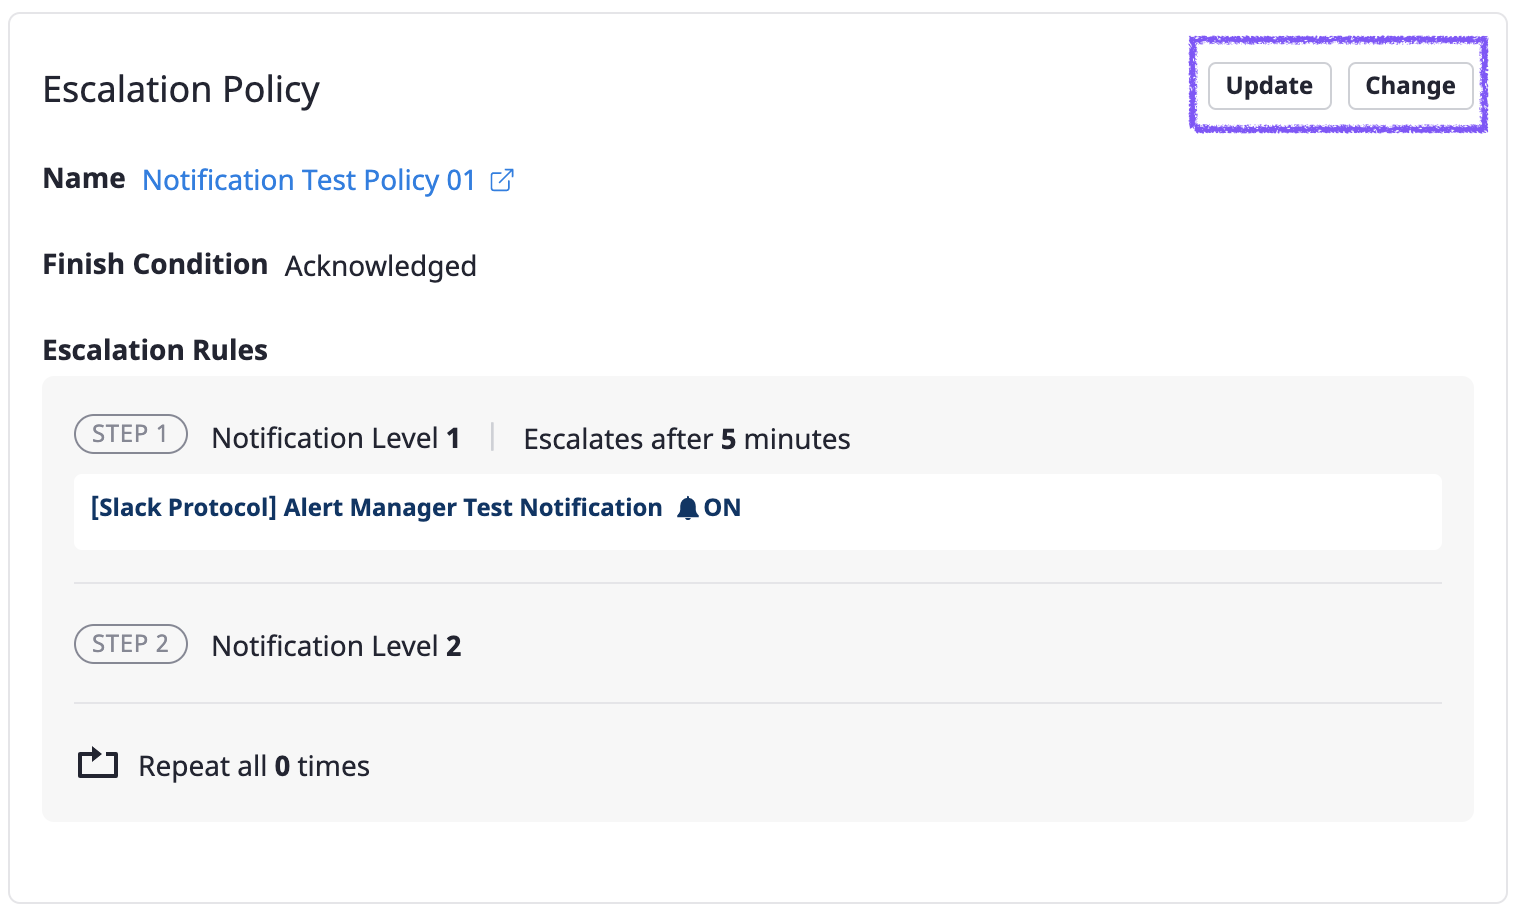 Escalation Policy
Update Change
Name Notification Test Policy 01
Finish Condition Acknowledged
Escalation Rules
STEP 1 Notification Level 1 Escalates after 5 minutes
[Slack Protocol] Alert Manager Test Notification ON
STEP 2 Notification Level 2
Repeat all 0 times